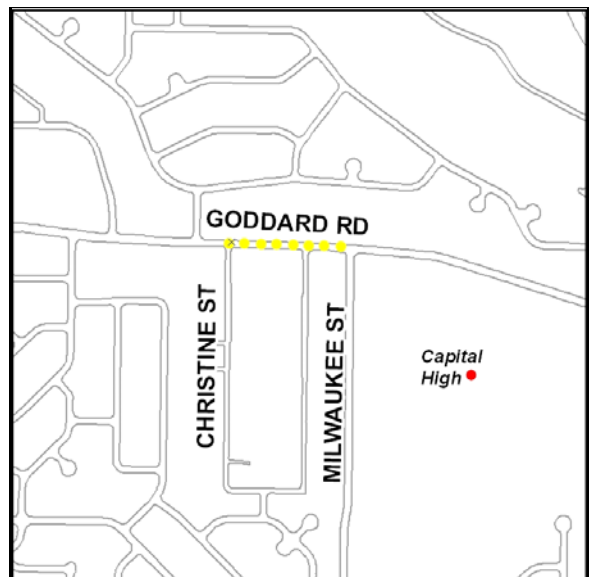 GODDARD RD
CHRISTINE ST
MILWAUKEE ST
Capital
High